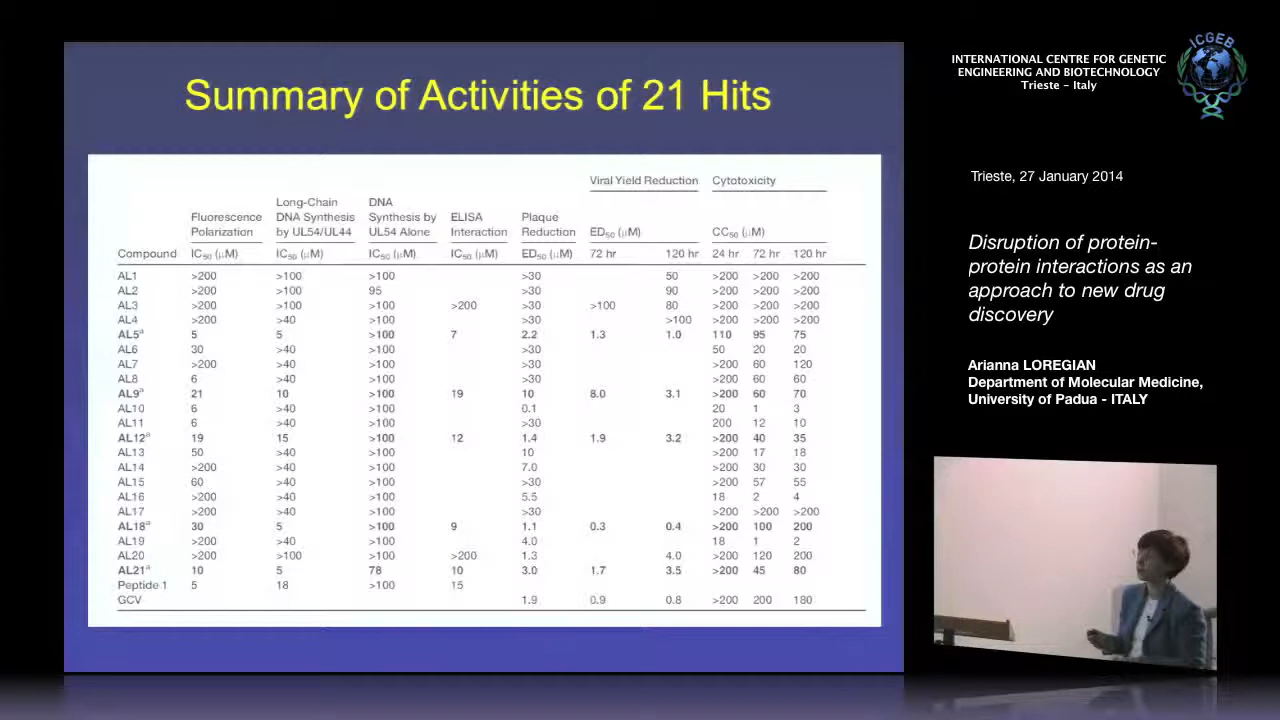 Summary of Activities of 21 Hits
Viral Yield Reduction Cytotoxicity
Long-Chain DNA
Fluorescence DNA Synthesis Synthesis by ELISA Plaque
Polarization by UL54/UL44 UL54 Alone Interaction Reduction ED50 (μM) CC50 (μM)
Compound IC50 (μM) IC50 (μM) IC50 (μM) IC50 (μM) ED50 (μM) 72 hr 120 hr 24 hr 72 hr 120 hr
AL1 >200 >100 >100 >30 50 >200 >200 >200
AL2 >200 >100 95 >30 90 >200 >200 >200
AL3 >200 >100 >100 >200 >30 >100 80 >200 >200 >200
AL4 >200 >40 >100 >30 >100 >200 >200 >200
AL5a 5 5 >100 7 2.2 1.3 1.0 110 95 75
AL6 30 >40 >100 >30 50 20 20
AL7 >200 >40 >100 >30 >200 60 120
AL8 6 >40 >100 >30 >200 60 60
AL9a 21 10 >100 19 10 8.0 3.1 >200 60 70
AL10 6 >40 >100 0.1 20 1 3
AL11 6 >40 >100 >30 200 12 10
AL12a 19 15 >100 12 1.4 1.9 3.2 >200 40 35
AL13 50 >40 >100 10 >200 17 18
AL14 >200 >40 >100 7.0 >200 30 30
AL15 60 >40 >100 >30 >200 57 55
AL16 >200 >40 >100 5.5 18 2 4
AL17 >200 >40 >100 >30 >200 >200 >200
AL18a 30 5 >100 9 1.1 0.3 0.4 >200 100 200
AL19 >200 >40 >100 4.0 18 1 2
AL20 >200 >100 >100 >200 1.3 4.0 >200 120 200
AL21a 10 5 78 10 3.0 1.7 3.5 >200 45 80
Peptide 1 5 18 >100 15
GCV 1.9 0.9 0.8 >200 200 180
INTERNATIONAL CENTRE FOR GENETIC
ENGINEERING AND BIOTECHNOLOGY
Trieste - Italy
ICGEB
Trieste, 27 January 2014
Disruption of protein-
protein interactions as an
approach to new drug
discovery
Arianna LOREGIAN
Department of Molecular Medicine,
University of Padua - ITALY